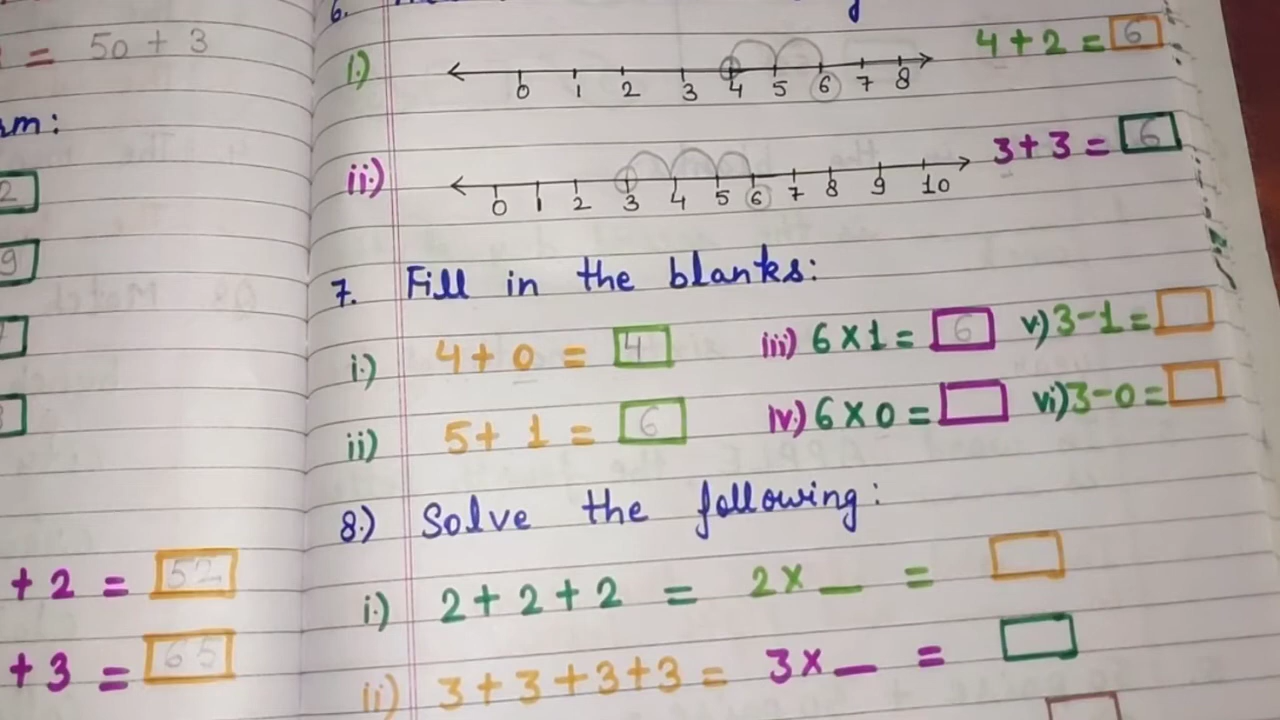 = 50 + 3
rm:
2
9
+ 2 = 52
+ 3 = 65
6.
i.) 0 1 2 3 4 5 6 7 8 4 + 2 = 6
ii.) 0 1 2 3 4 5 6 7 8 9 10 3 + 3 = 6
7. Fill in the blanks:
i.) 4 + 0 = 4 iii) 6 x 1 = 6 v) 3 - 1 =
ii) 5 + 1 = 6 iv.) 6 x 0 = vi) 3 - 0 =
8.) Solve the following:
i.) 2 + 2 + 2 = 2 x _ =
ii) 3 + 3 + 3 + 3 = 3 x _ =